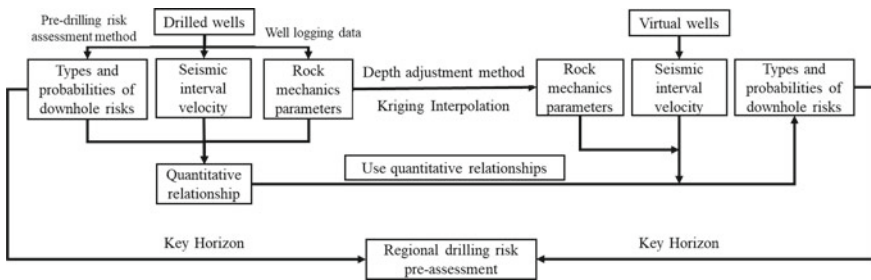 Pre-drilling risk
assessment method
Drilled wells
Well logging data
Virtual wells
Types and
probabilities of
downhole risks
Seismic
interval
velocity
Rock
mechanics
parameters
Depth adjustment method
Kriging Interpolation
Rock
mechanics
parameters
Seismic
interval
velocity
Types and
probabilities of
downhole risks
Quantitative
relationship
Use quantitative relationships
Key Horizon
Regional drilling risk
pre-assessment
Key Horizon